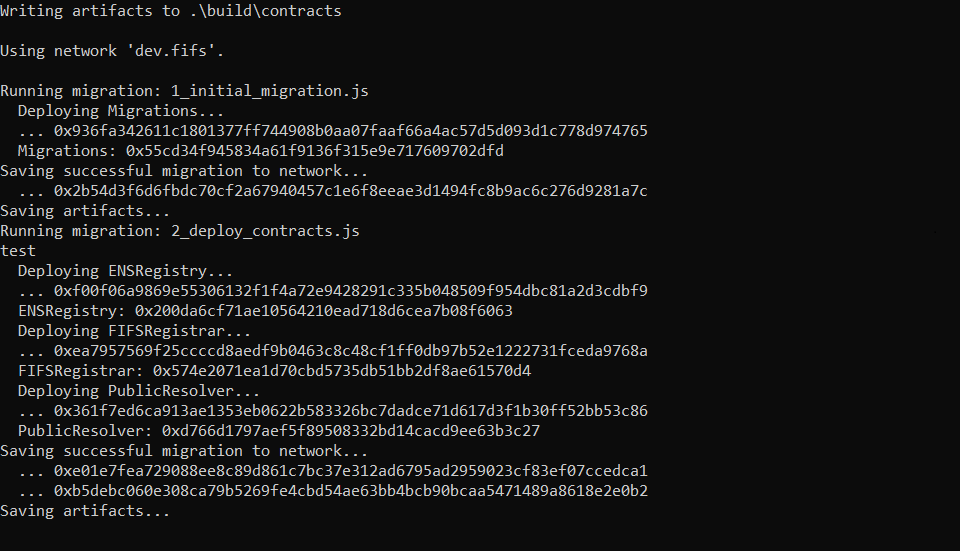 Writing artifacts to .\build\contracts
Using network 'dev.fifs'.
Running migration: 1_initial_migration.js
Deploying Migrations...
... 0x936fa342611c1801377ff744908b0aa07faaf66a4ac57d5d093d1c778d974765
Migrations: 0x55cd34f945834a61f9136f315e9e717609702dfd
Saving successful migration to network...
... 0x2b54d3f6d6fbdc70cf2a67940457c1e6f8eeae3d1494fc8b9ac6c276d9281a7c
Saving artifacts...
Running migration: 2_deploy_contracts.js
test
Deploying ENSRegistry...
... 0xf00f06a9869e55306132f1f4a72e9428291c335b048509f954dbc81a2d3cdbf9
ENSRegistry: 0x200da6cf71ae10564210ead718d6cea7b08f6063
Deploying FIFSRegistrar...
... 0xea7957569f25ccccd8aedf9b0463c8c48cf1ff0db97b52e1222731fceda9768a
FIFSRegistrar: 0x574e2071ea1d70cbd5735db51bb2df8ae61570d4
Deploying PublicResolver...
... 0x361f7ed6ca913ae1353eb0622b583326bc7dadce71d617d3f1b30ff52bb53c86
PublicResolver: 0xd766d1797aef5f89508332bd14cacd9ee63b3c27
Saving successful migration to network...
... 0xe01e7fea729088ee8c89d861c7bc37e312ad6795ad2959023cf83ef07ccedca1
... 0xb5debc060e308ca79b5269fe4cbd54ae63bb4bcb90bcaa5471489a8618e2e0b2
Saving artifacts...